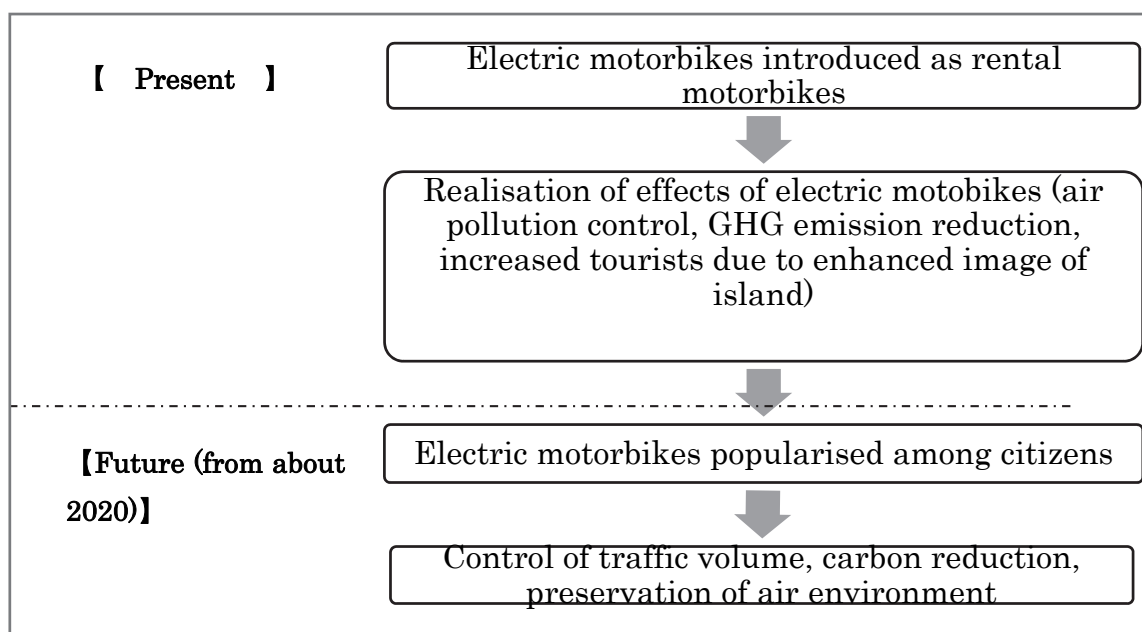 【 Present 】
Electric motorbikes introduced as rental
motorbikes
Realisation of effects of electric motobikes (air
pollution control, GHG emission reduction,
increased tourists due to enhanced image of
island)
【Future (from about
2020)】
Electric motorbikes popularised among citizens
Control of traffic volume, carbon reduction,
preservation of air environment